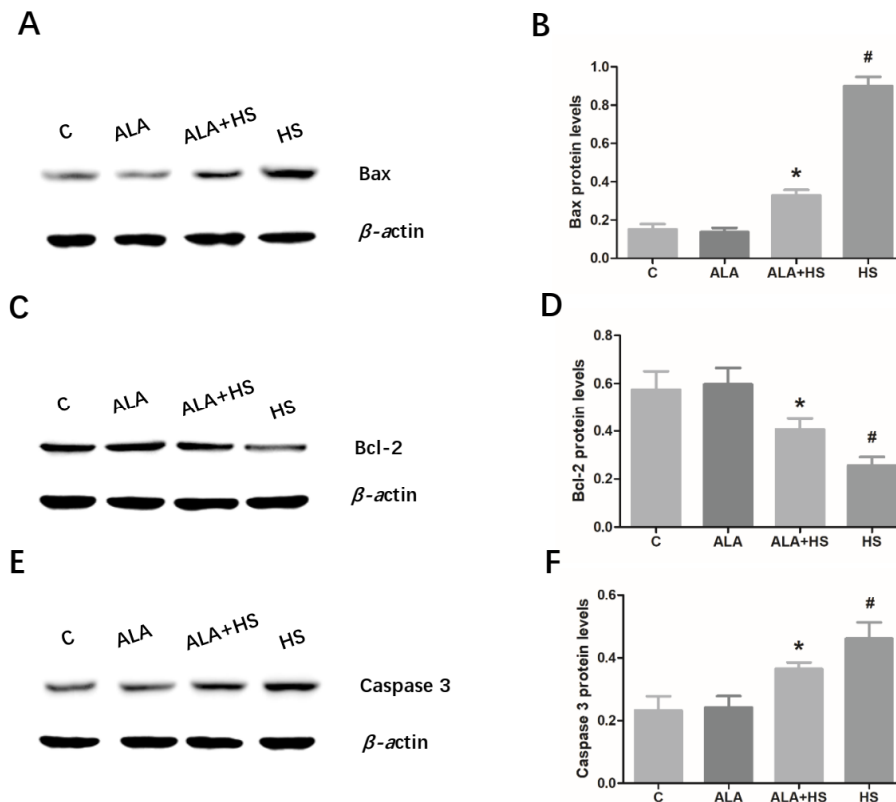 A
C ALA ALA+HS HS
Bax
β-actin
B
Bax protein levels
1.0
0.8
0.6
0.4
0.2
0.0
*
#
C ALA ALA+HS HS
C
C ALA ALA+HS HS
Bcl-2
β-actin
D
Bcl-2 protein levels
0.8
0.6
0.4
0.2
0.0
*
#
C ALA ALA+HS HS
E
C ALA ALA+HS HS
Caspase 3
β-actin
F
Caspase 3 protein levels
0.6
0.4
0.2
0.0
*
#
C ALA ALA+HS HS